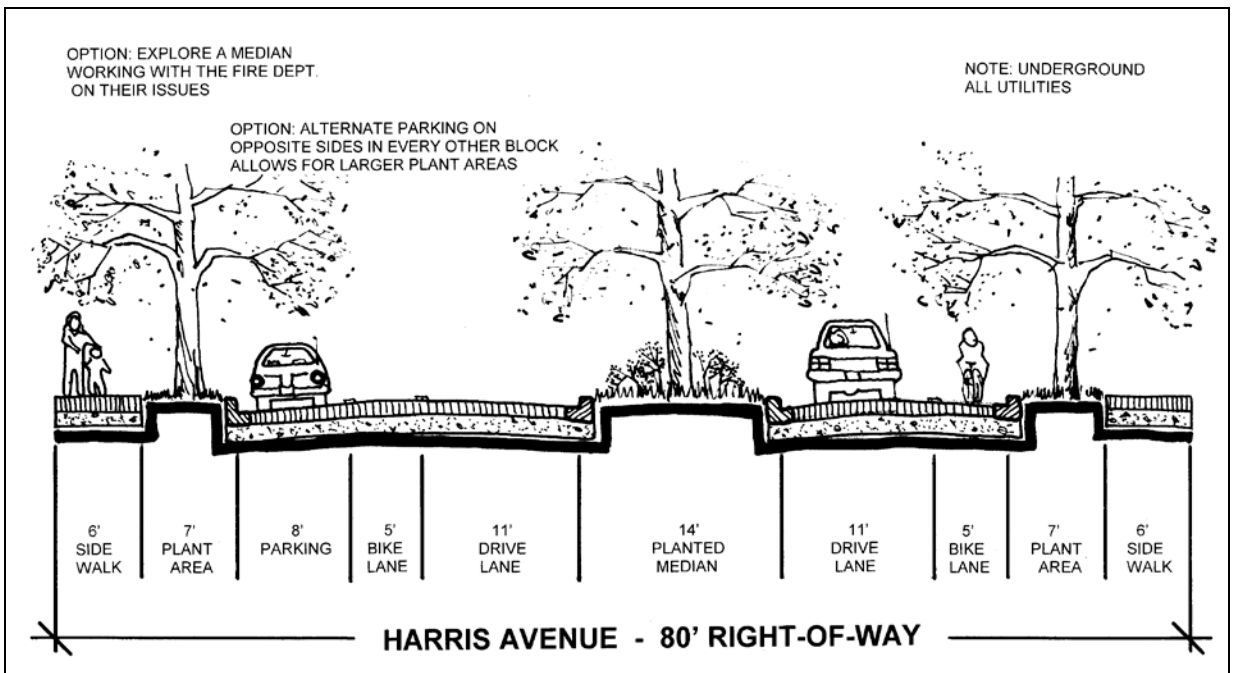 OPTION: EXPLORE A MEDIAN
WORKING WITH THE FIRE DEPT.
ON THEIR ISSUES
NOTE: UNDERGROUND
ALL UTILITIES
OPTION: ALTERNATE PARKING ON
OPPOSITE SIDES IN EVERY OTHER BLOCK
ALLOWS FOR LARGER PLANT AREAS
6'
SIDE
WALK
7'
PLANT
AREA
8'
PARKING
5'
BIKE
LANE
11'
DRIVE
LANE
14'
PLANTED
MEDIAN
11'
DRIVE
LANE
5'
BIKE
LANE
7'
PLANT
AREA
6'
SIDE
WALK
HARRIS AVENUE - 80' RIGHT-OF-WAY